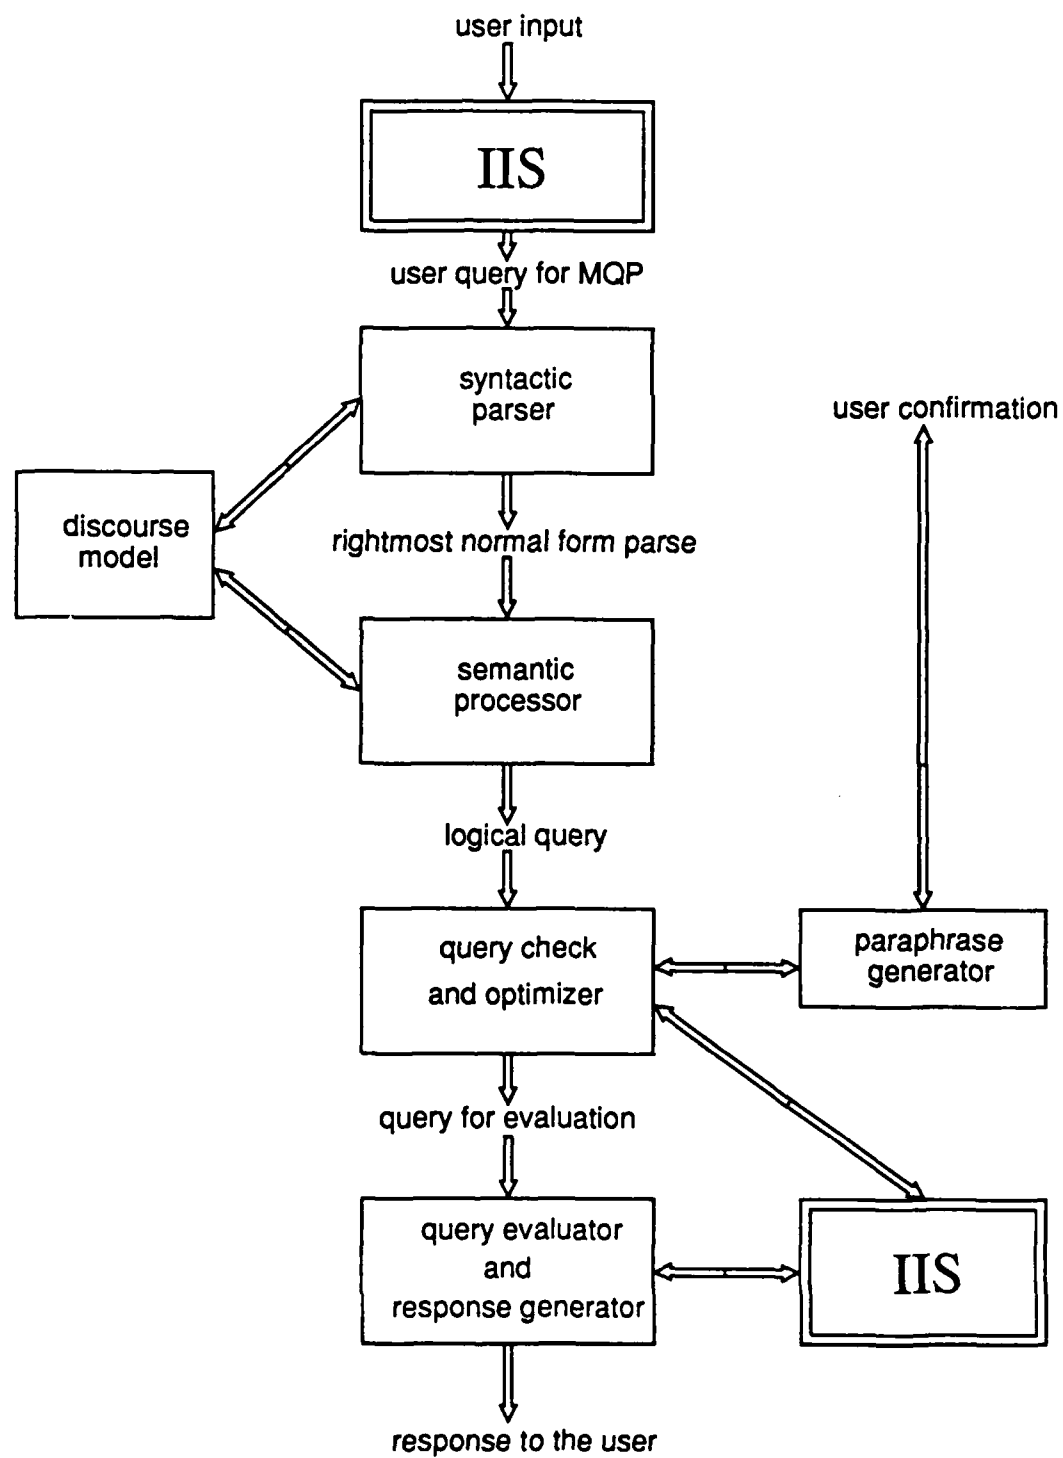 user input
IIS
user query for MQP
syntactic
parser
user confirmation
discourse
model
rightmost normal form parse
semantic
processor
logical query
query check
and optimizer
paraphrase
generator
query for evaluation
query evaluator
and
response generator
IIS
response to the user